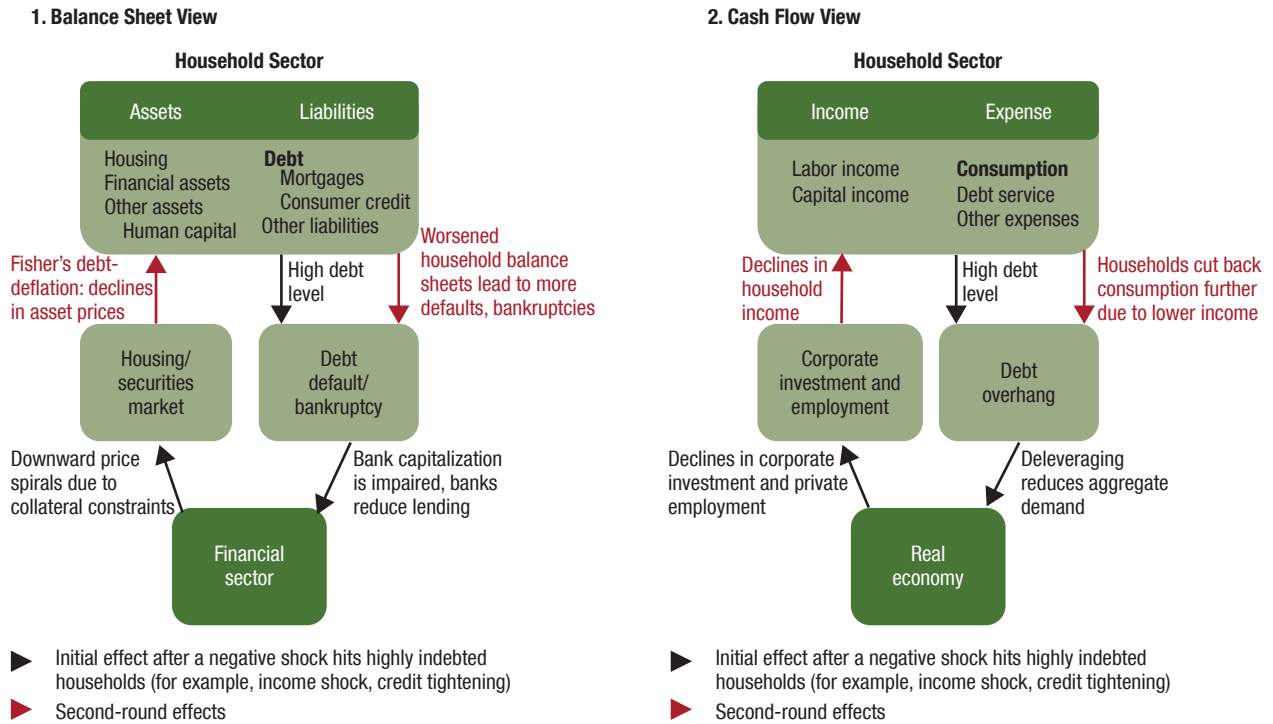 1. Balance Sheet View
Household Sector
Assets
Liabilities
Housing
Financial assets
Other assets
Human capital
Debt
Mortgages
Consumer credit
Other liabilities
Fisher's debt-
deflation: declines
in asset prices
High debt
level
Worsened
household balance
sheets lead to more
defaults, bankruptcies
Housing/
securities
market
Debt
default/
bankruptcy
Downward price
spirals due to
collateral constraints
Bank capitalization
is impaired, banks
reduce lending
Financial
sector
Initial effect after a negative shock hits highly indebted
households (for example, income shock, credit tightening)
Second-round effects
2. Cash Flow View
Household Sector
Income
Expense
Labor income
Capital income
Consumption
Debt service
Other expenses
Declines in
household
income
High debt
level
Households cut back
consumption further
due to lower income
Corporate
investment and
employment
Debt
overhang
Declines in corporate
investment and private
employment
Deleveraging
reduces aggregate
demand
Real
economy
Initial effect after a negative shock hits highly indebted
households (for example, income shock, credit tightening)
Second-round effects